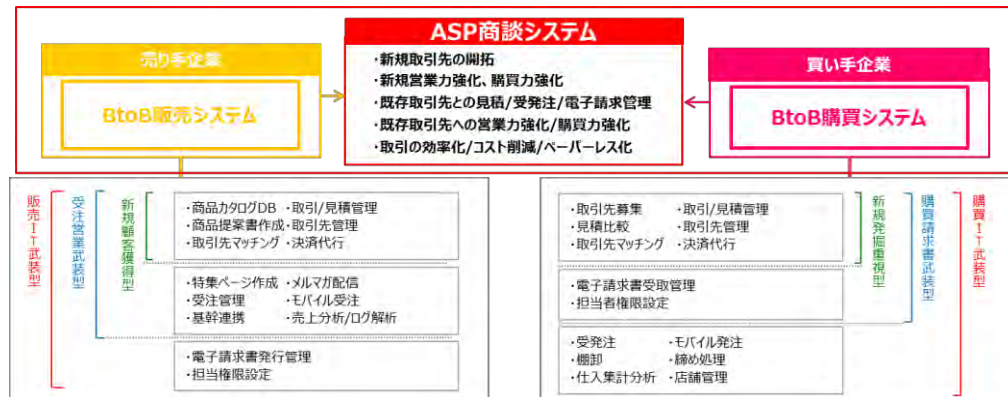 ASP商談システム
・新規取引先の開拓
・新規営業力強化、購買力強化
・既存取引先との見積/受発注/電子請求管理
・既存取引先への営業力強化/購買力強化
・取引の効率化/コスト削減/ペーパーレス化
売り手企業
BtoB販売システム
買い手企業
BtoB購買システム
販売IT武装型
受注営業武装型
新規顧客獲得型
・商品カタログDB ・取引/見積管理
・商品提案書作成 ・取引先管理
・取引先マッチング ・決済代行
・特集ページ作成 ・メルマガ配信
・受注管理 ・モバイル受注
・基幹連携 ・売上分析/ログ解析
・電子請求書発行管理
・担当権限設定
・取引先募集 ・取引/見積管理
・見積比較 ・取引先管理
・取引先マッチング ・決済代行
・電子請求書受取管理
・担当者権限設定
・受発注 ・モバイル発注
・棚卸 ・締め処理
・仕入集計分析 ・店舗管理
新規発掘重視型
購買請求書武装型
購買IT武装型